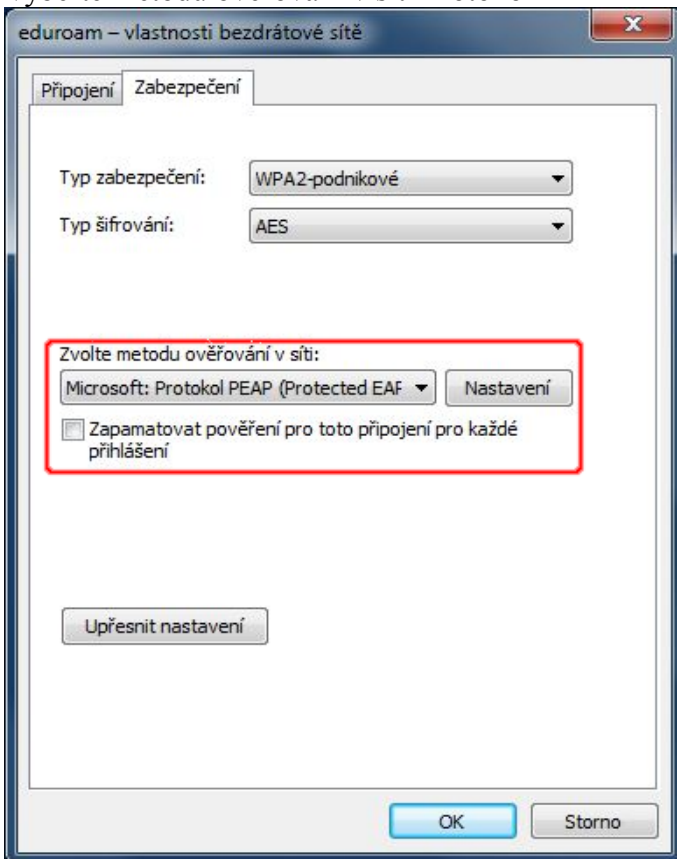 eduroam – vlastnosti bezdrátové sítě
Připojení Zabezpečení
Typ zabezpečení: WPA2-podnikové
Typ šifrování: AES
Zvolte metodu ověřování v síti:
Microsoft: Protokol PEAP (Protected EAP Nastavení
Zapamatovat pověření pro toto připojení pro každé
přihlášení
Upřesnit nastavení
OK Storno